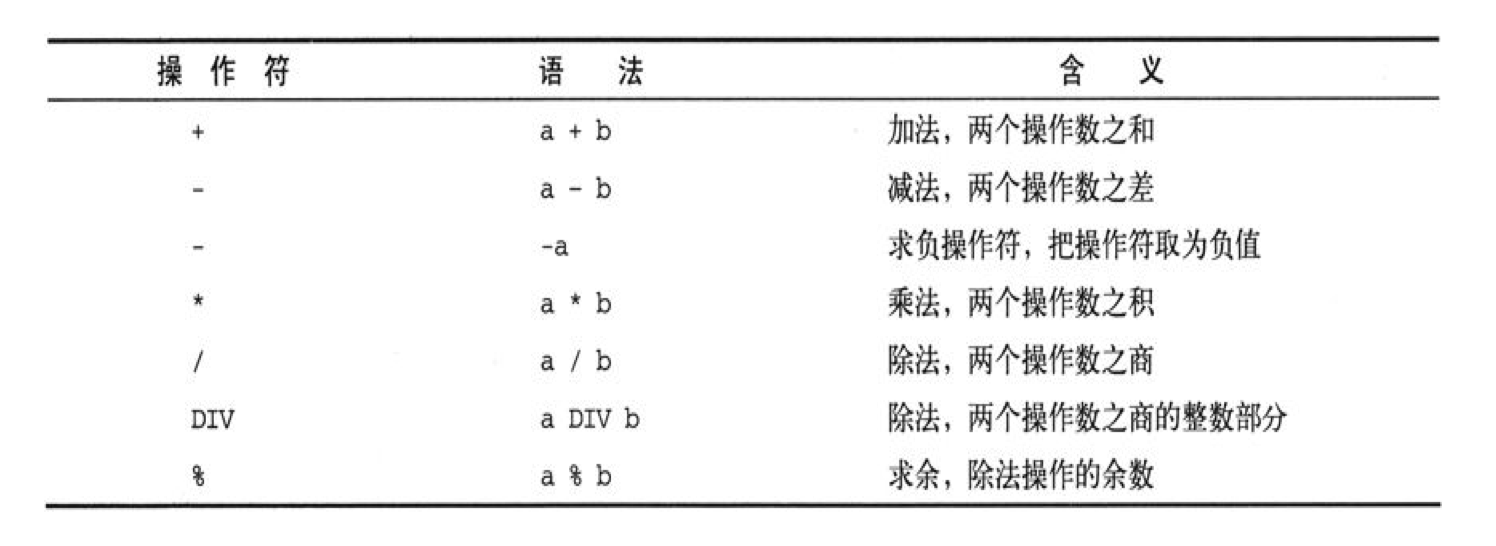 操作符 语法 含义
+ a + b 加法，两个操作数之和
- a - b 减法，两个操作数之差
- -a 求负操作符，把操作符取为负值
* a * b 乘法，两个操作数之积
/ a / b 除法，两个操作数之商
DIV a DIV b 除法，两个操作数之商的整数部分
% a % b 求余，除法操作的余数